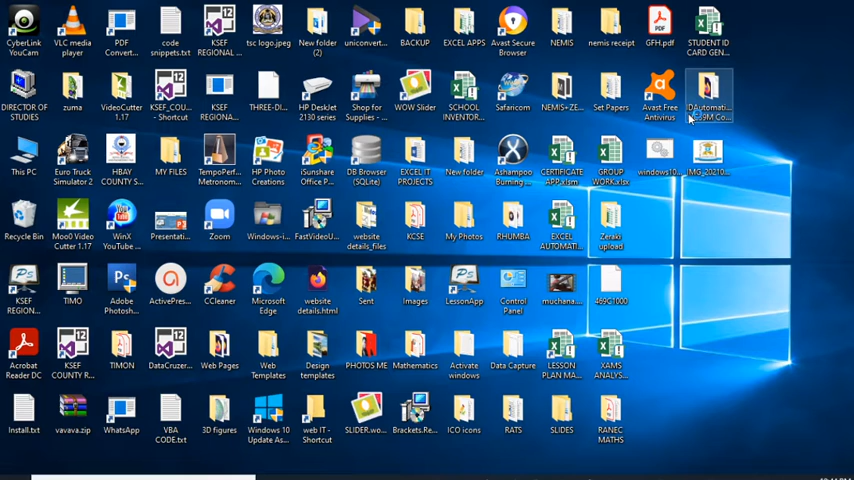 CyberLink YouCam
VLC media player
PDF Convert...
code snippets.txt
KSEF REGIONAL ...
tsc logo.jpeg
New folder (2)
uniconvert...
BACKUP
EXCEL APPS
Avast Secure Browser
NEMIS
nemis receipt
GFH.pdf
STUDENT ID CARD GEN...
DIRECTOR OF STUDIES
zuma
VideoCutter 1.17
KSEF_COU... - Shortcut
KSEF REGIONA...
THREE-DI...
HP DeskJet 2130 series
Shop for Supplies - ...
WOW Slider
SCHOOL INVENTOR...
Safaricom
NEMIS+ZE...
Set Papers
Avast Free Antivirus
This PC
Euro Truck Simulator 2
HBAY COUNTY S...
MY FILES
TempoPerf... Metronom...
HP Photo Creations
iSunshare Office P...
DB Browser (SQLite)
EXCEL IT PROJECTS
New folder
Ashampoo Burning ...
CERTIFICATE APP.xlsm
GROUP WORK.xlsx
windows10...
IMG_20210...
Recycle Bin
Moo0 Video Cutter 1.17
WinX YouTube ...
Presentati...
Zoom
Windows-i...
FastVideoU...
website details_files
KCSE
My Photos
RHUMBA
EXCEL AUTOMATI...
Zeraki upload
KSEF REGION...
TIMO
Adobe Photosh...
ActivePres...
CCleaner
Microsoft Edge
website details.html
Sent
Images
LessonApp
Control Panel
muchana...
469G1000
Acrobat Reader DC
KSEF COUNTY R...
TIMON
DataCruzer...
Web Pages
Web Templates
Design templates
PHOTOS ME
Mathematics
Activate windows
Data Capture
LESSON PLAN MA...
XAMS ANALYS...
Install.txt
vavava.zip
WhatsApp
VBA CODE.txt
3D figures
Windows 10 Update As...
web IT - Shortcut
SLIDER.wo...
Brackets.Re...
ICO icons
RATS
SLIDES
RANEC MATHS